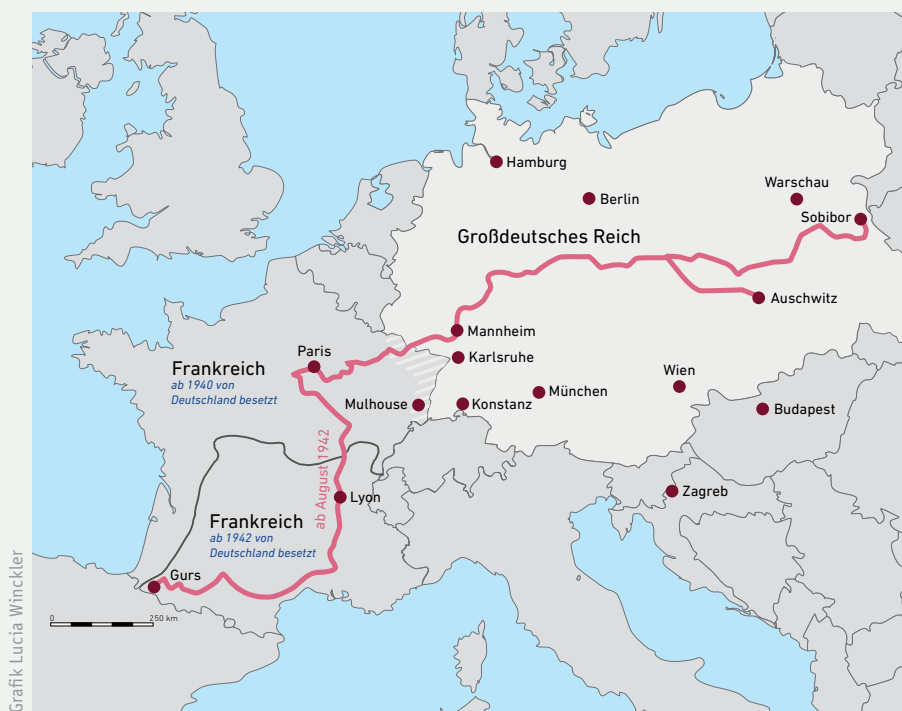 Hamburg
Berlin
Warschau
Sobibor
Großdeutsches Reich
Auschwitz
Mannheim
Paris
Karlsruhe
Frankreich
ab 1940 von
Deutschland besetzt
Wien
München
Mulhouse
Konstanz
Budapest
ab August 1942
Lyon
Zagreb
Frankreich
ab 1942 von
Deutschland besetzt
Gurs
0 250 km
Grafik Lucia Winckler